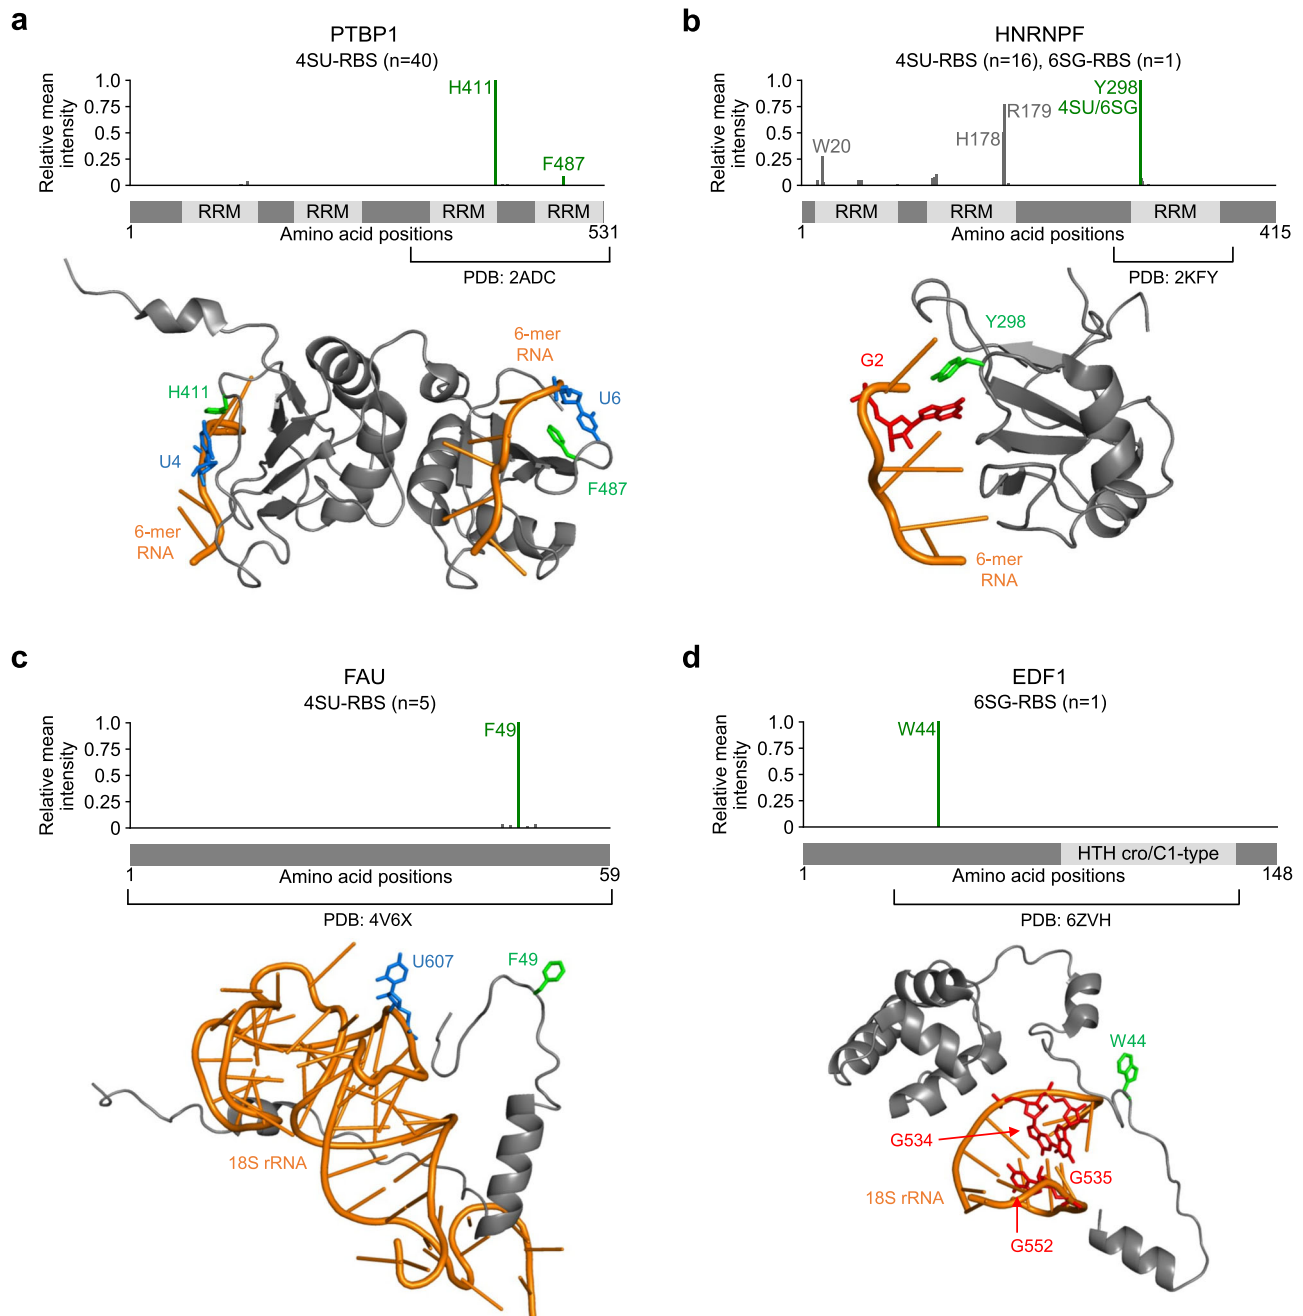 a
PTBP1
4SU-RBS (n=40)
Relative mean
intensity
1.0
0.75
0.5
0.25
0
H411
F487
RRM RRM RRM RRM
1 Amino acid positions 531
PDB: 2ADC
6-mer
RNA
H411
U6
U4
F487
6-mer
RNA
b
HNRNPF
4SU-RBS (n=16), 6SG-RBS (n=1)
Relative mean
intensity
1.0
0.75
0.5
0.25
0
W20
H178
R179
Y298
4SU/6SG
RRM RRM RRM
1 Amino acid positions 415
PDB: 2KFY
Y298
G2
6-mer
RNA
c
FAU
4SU-RBS (n=5)
Relative mean
intensity
1.0
0.75
0.5
0.25
0
F49
1 Amino acid positions 59
PDB: 4V6X
U607
F49
18S rRNA
d
EDF1
6SG-RBS (n=1)
Relative mean
intensity
1.0
0.75
0.5
0.25
0
W44
HTH cro/C1-type
1 Amino acid positions 148
PDB: 6ZVH
W44
G534
G535
18S rRNA
G552